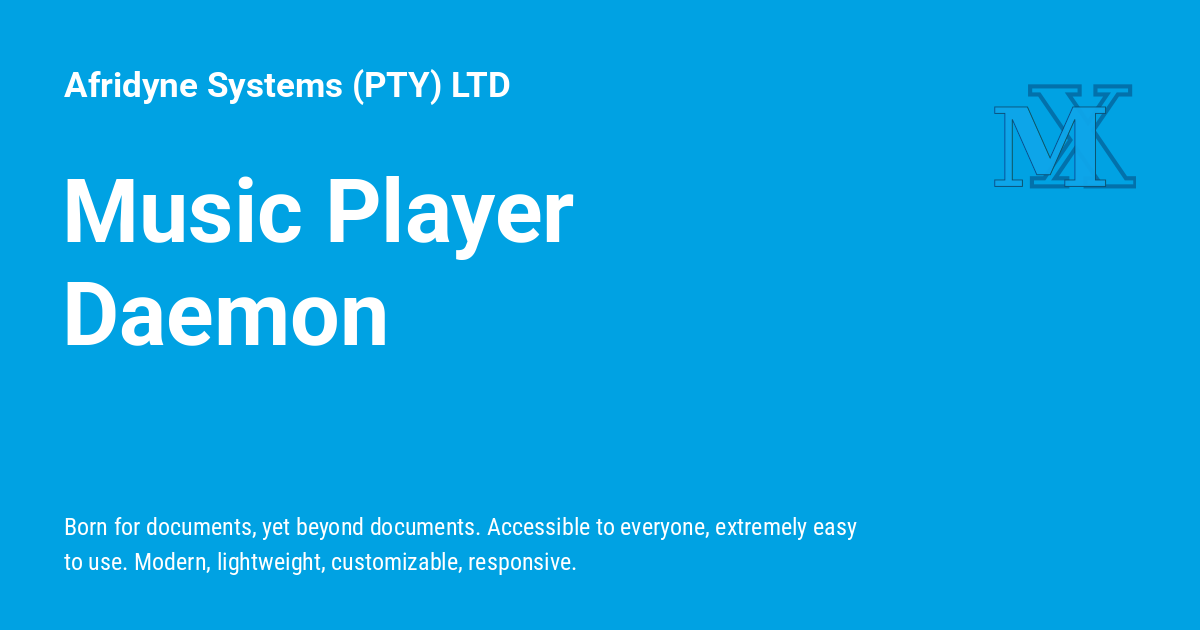 Afridyne Systems (PTY) LTD
MX
Music Player
Daemon
Born for documents, yet beyond documents. Accessible to everyone, extremely easy
to use. Modern, lightweight, customizable, responsive.